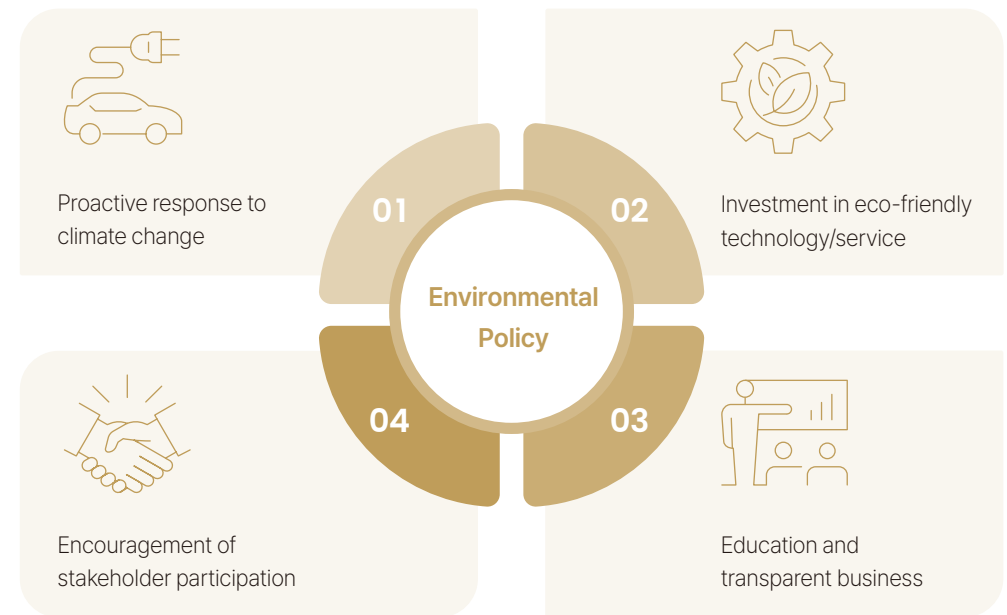 01
Proactive response to
climate change
02
Investment in eco-friendly
technology/service
Environmental
Policy
03
Education and
transparent business
04
Encouragement of
stakeholder participation